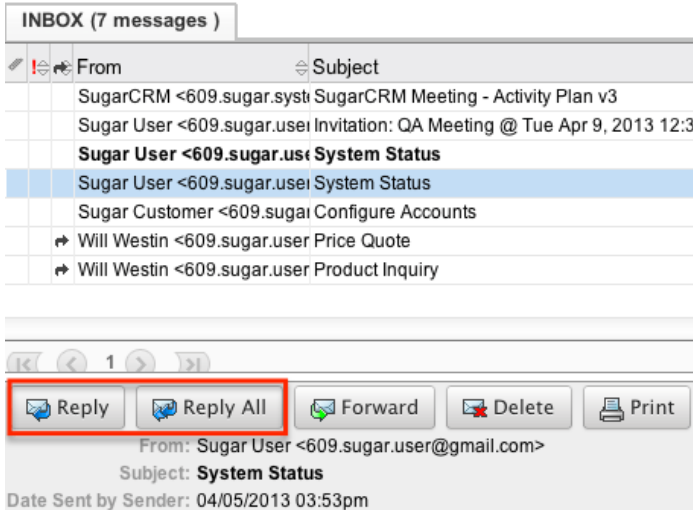 INBOX (7 messages )
! From Subject
SugarCRM <609.sugar.syst SugarCRM Meeting - Activity Plan v3
Sugar User <609.sugar.user Invitation: QA Meeting @ Tue Apr 9, 2013 12:3
Sugar User <609.sugar.use System Status
Sugar User <609.sugar.user System Status
Sugar Customer <609.sugar Configure Accounts
Will Westin <609.sugar.user Price Quote
Will Westin <609.sugar.user Product Inquiry
1
Reply Reply All Forward Delete Print
From: Sugar User <609.sugar.user@gmail.com>
Subject: System Status
Date Sent by Sender: 04/05/2013 03:53pm